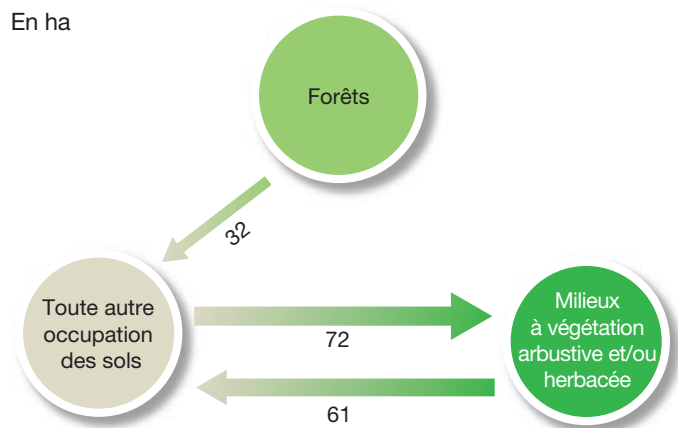 En ha
Forêts
32
Toute autre
occupation
des sols
72
Milieux
à végétation
arbustive et/ou
herbacée
61